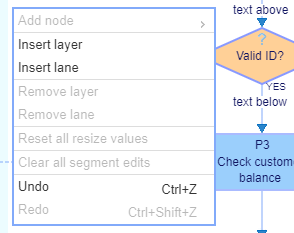 Add node
Insert layer
Insert lane
Remove layer
Remove lane
Reset all resize values
Clear all segment edits
Undo Ctrl+Z
Redo Ctrl+Shift+Z
text above
?
Valid ID?
YES
text below
P3
Check custome
balance